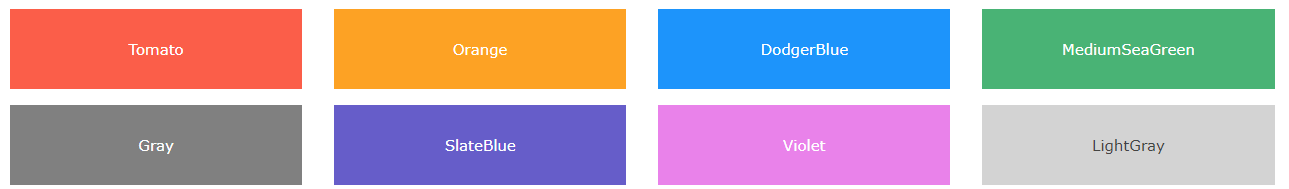 Tomato
Orange
DodgerBlue
MediumSeaGreen
Gray
SlateBlue
Violet
LightGray